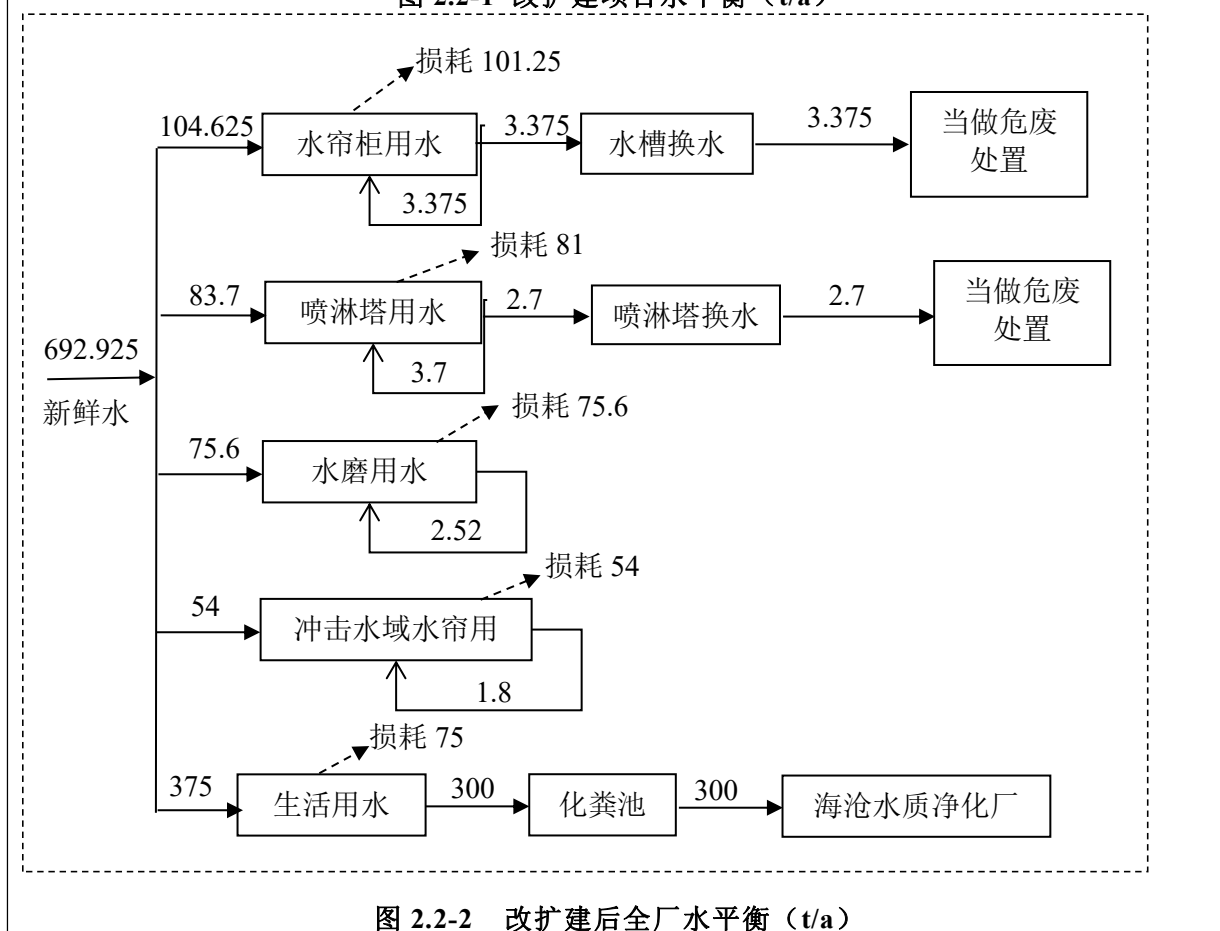 图 2.2-1 改扩建项目水平衡（t/a）
损耗 101.25
104.625
水帘柜用水
3.375
水槽换水
3.375
当做危废
处置
3.375
损耗 81
83.7
喷淋塔用水
2.7
喷淋塔换水
2.7
当做危废
处置
3.7
692.925
新鲜水
损耗 75.6
75.6
水磨用水
2.52
损耗 54
54
冲击水域水帘用
1.8
损耗 75
375
生活用水
300
化粪池
300
海沧水质净化厂
图 2.2-2 改扩建后全厂水平衡（t/a）